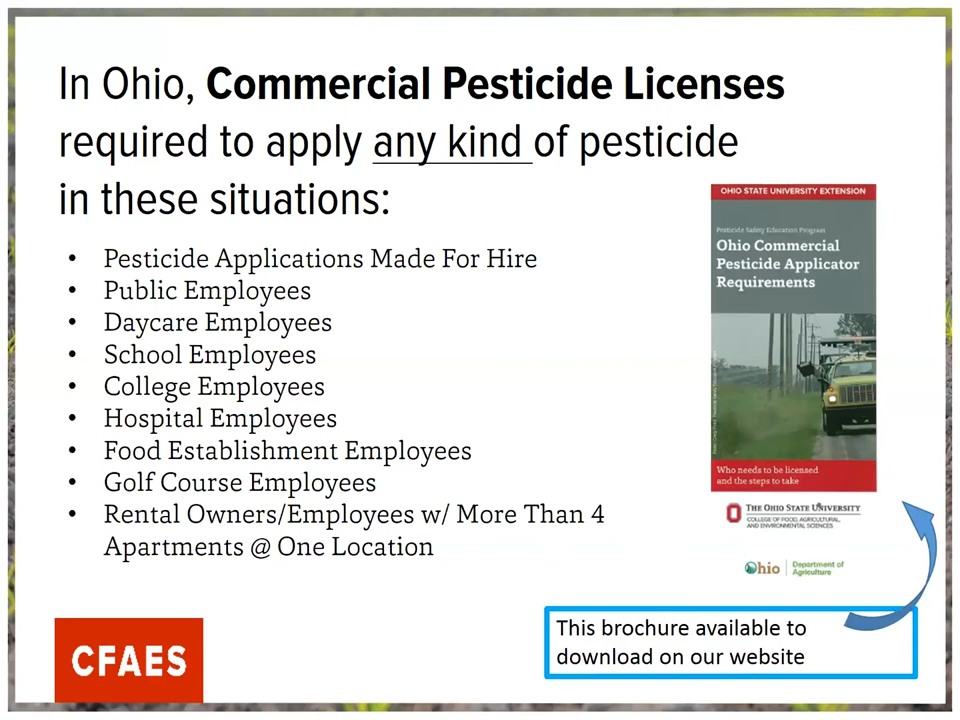 In Ohio, Commercial Pesticide Licenses
required to apply any kind of pesticide
in these situations:
• Pesticide Applications Made For Hire
• Public Employees
• Daycare Employees
• School Employees
• College Employees
• Hospital Employees
• Food Establishment Employees
• Golf Course Employees
• Rental Owners/Employees w/ More Than 4
Apartments @ One Location
OHIO STATE UNIVERSITY EXTENSION
Pesticide Safety Education Program
Ohio Commercial
Pesticide Applicator
Requirements
Who needs to be licensed
and the steps to take
THE OHIO STATE UNIVERSITY
COLLEGE OF FOOD, AGRICULTURAL,
AND ENVIRONMENTAL SCIENCES
Ohio Department of
Agriculture
This brochure available to
download on our website
CFAES